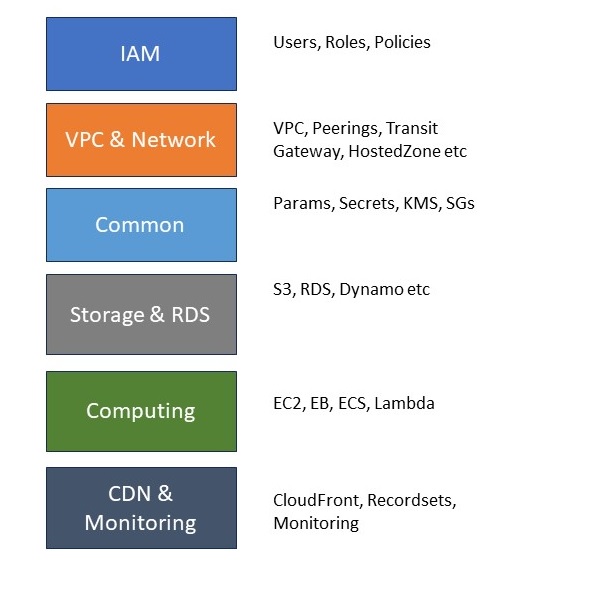 IAM
Users, Roles, Policies
VPC & Network
VPC, Peerings, Transit
Gateway, HostedZone etc
Common
Params, Secrets, KMS, SGs
Storage & RDS
S3, RDS, Dynamo etc
Computing
EC2, EB, ECS, Lambda
CDN &
Monitoring
CloudFront, Recordsets,
Monitoring